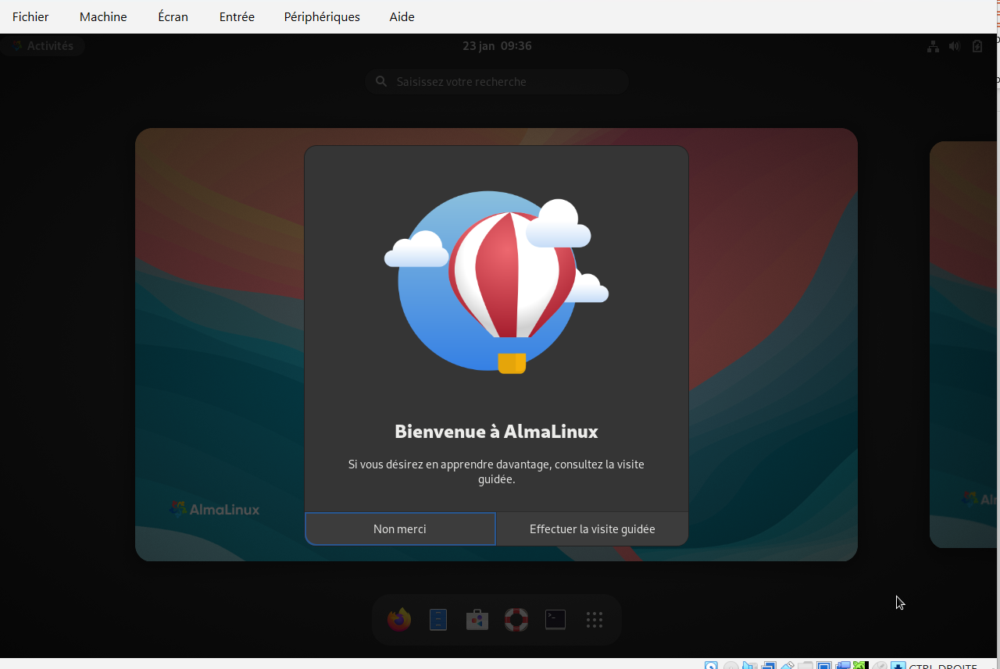 Fichier Machine Écran Entrée Périphériques Aide
Activités 23 jan 09:36
Saisissez votre recherche
Bienvenue à AlmaLinux
Si vous désirez en apprendre davantage, consultez la visite
guidée.
AlmaLinux
Non merci Effectuer la visite guidée
CTRL DROITE